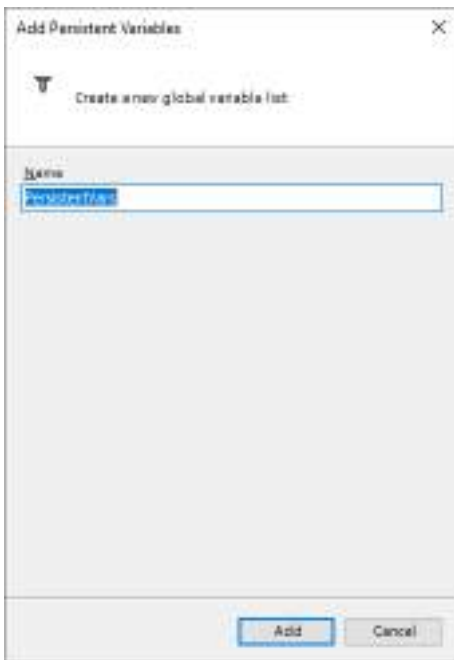 Add Persistent Variables
Create a new global variable list
Name
PersistentVars
Add
Cancel